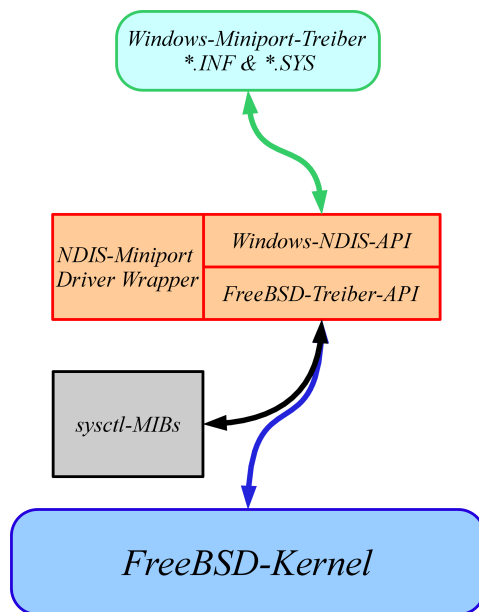 Windows-Miniport-Treiber
*.INF & *.SYS
NDIS-Miniport
Driver Wrapper
Windows-NDIS-API
FreeBSD-Treiber-API
sysctl-MIBs
FreeBSD-Kernel